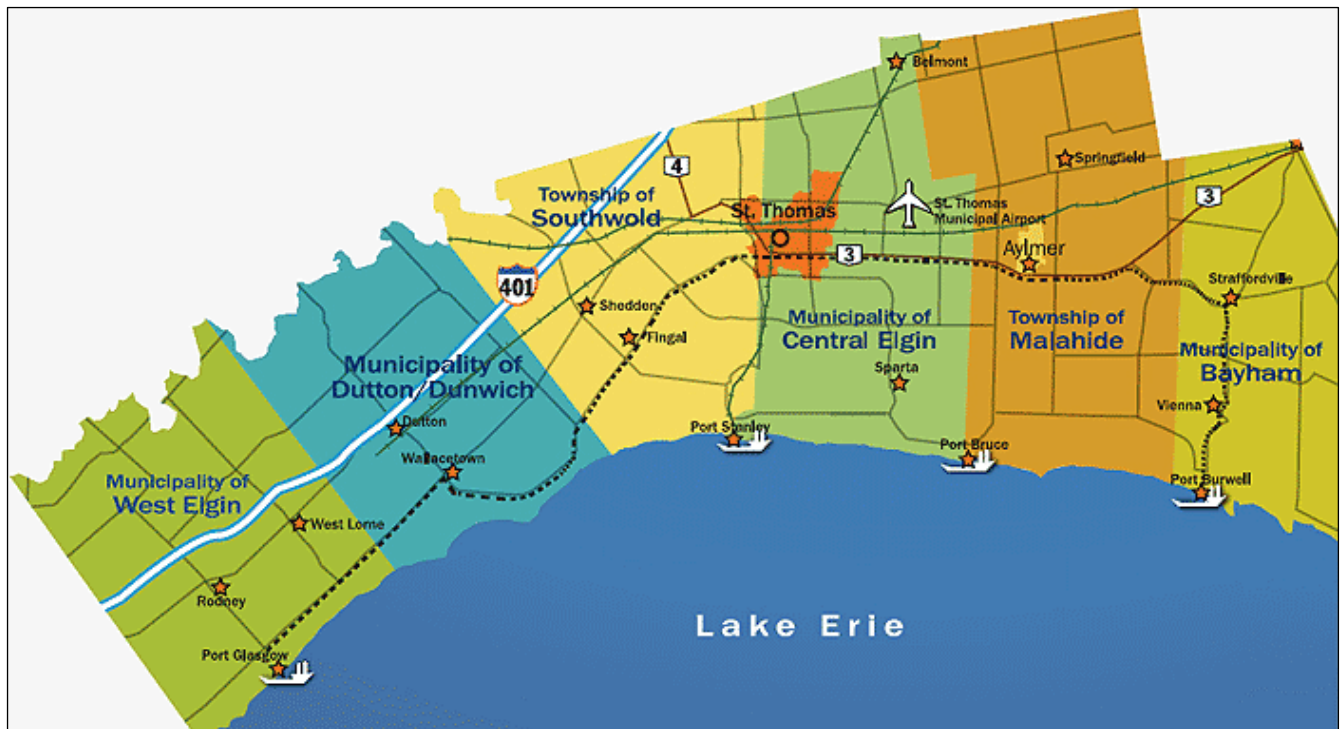 Belmont
4
Springfield
Township of
Southwold
3
St. Thomas
St. Thomas
Municipal Airport
Aylmer
3
401
Straffordville
Shedden
Fingal
Municipality of
Central Elgin
Township of
Malahide
Municipality of
Bayham
Municipality of
Dutton/Dunwich
Sparta
Vienna
Dutton
Port Stanley
Port Bruce
Wallacetown
Port Burwell
Municipality of
West Elgin
West Lorne
Rodney
Lake Erie
Port Glasgow